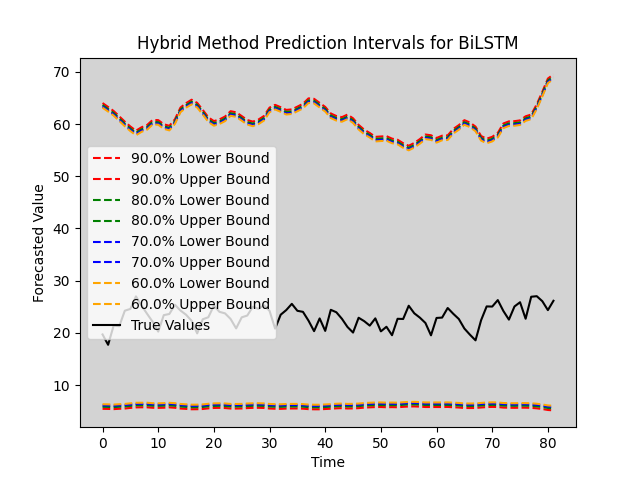 Hybrid Method Prediction Intervals for BiLSTM
70
60
50
40
30
20
10
Forecasted Value
90.0% Lower Bound
90.0% Upper Bound
80.0% Lower Bound
80.0% Upper Bound
70.0% Lower Bound
70.0% Upper Bound
60.0% Lower Bound
60.0% Upper Bound
True Values
0 10 20 30 40 50 60 70 80
Time